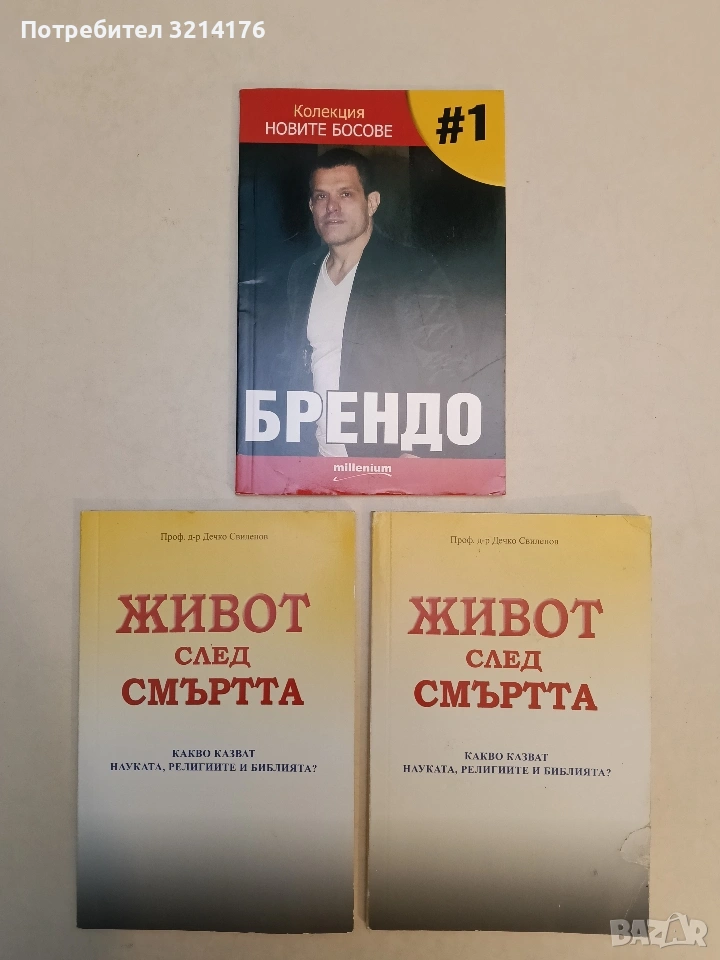 Потребител 3214176
Колекция
НОВИТЕ БОСОВЕ
#1
БРЕНДО
millenium
Проф. д-р Дечко Свиленов
ЖИВОТ
СЛЕД
СМЪРТТА
КАКВО КАЗВАТ
НАУКАТА, РЕЛИГИИТЕ И БИБЛИЯТА?
Проф. д-р Дечко Свиленов
ЖИВОТ
СЛЕД
СМЪРТТА
КАКВО КАЗВАТ
НАУКАТА, РЕЛИГИИТЕ И БИБЛИЯТА?
BAZAR